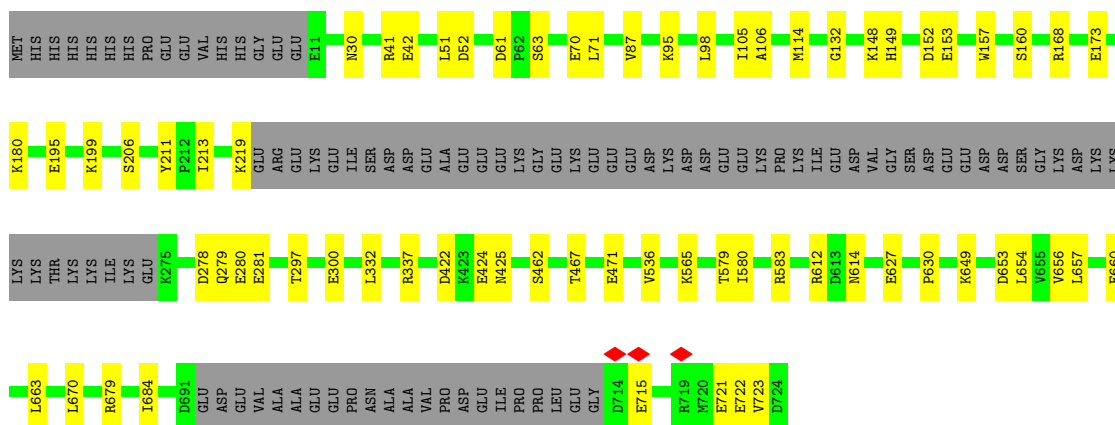 MET HIS HIS HIS HIS HIS HIS PRO GLU GLU VAL HIS HIS GLY GLU GLU E11 N30 R41 E42 L51 D52 D61 P62 S63 E70 L71 V87 K95 L98 I105 A106 M114 G132 K148 H149 D152 E153 W157 S160 R168 E173
K180 E195 K199 S206 Y211 P212 I213 K219 GLU ARG GLU LYS GLU ILE SER ASP ASP GLU ALA GLU GLU GLU LYS GLY GLU LYS GLU GLU GLU ASP LYS ASP ASP GLU GLU LYS PRO LYS ILE GLU ASP VAL GLY SER ASP GLU GLU ASP ASP SER GLY LYS ASP LYS LYS
LYS LYS THR LYS LYS ILE LYS GLU K275 D278 Q279 E280 E281 T297 E300 L332 R337 D422 K423 E424 N425 S462 T467 E471 V536 K565 T579 I580 R583 R612 D613 N614 E627 P630 K649 D653 L654 V655 V656 L657 E660
L663 L670 R679 I684 D691 GLU ASP GLU VAL ALA ALA GLU GLU PRO ASN ALA ALA VAL PRO ASP GLU ILE PRO PRO LEU GLU GLY D714 E715 R719 M720 E721 E722 V723 D724